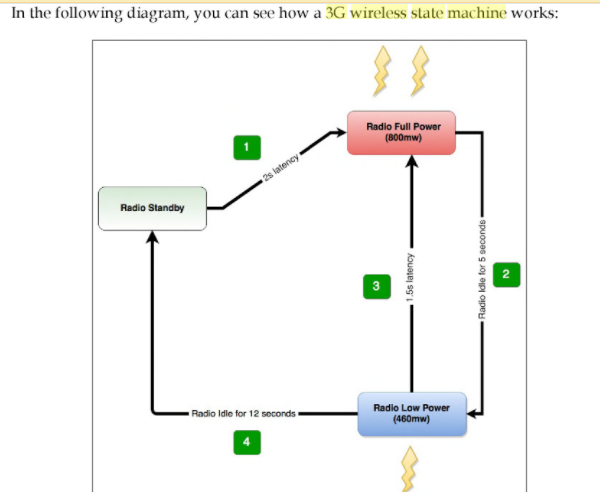 In the following diagram, you can see how a 3G wireless state machine works:
Radio Full Power
(800mw)
1
2s latency
Radio Standby
Radio Idle for 5 seconds
2
3
1.5s latency
Radio Low Power
(460mw)
Radio Idle for 12 seconds
4